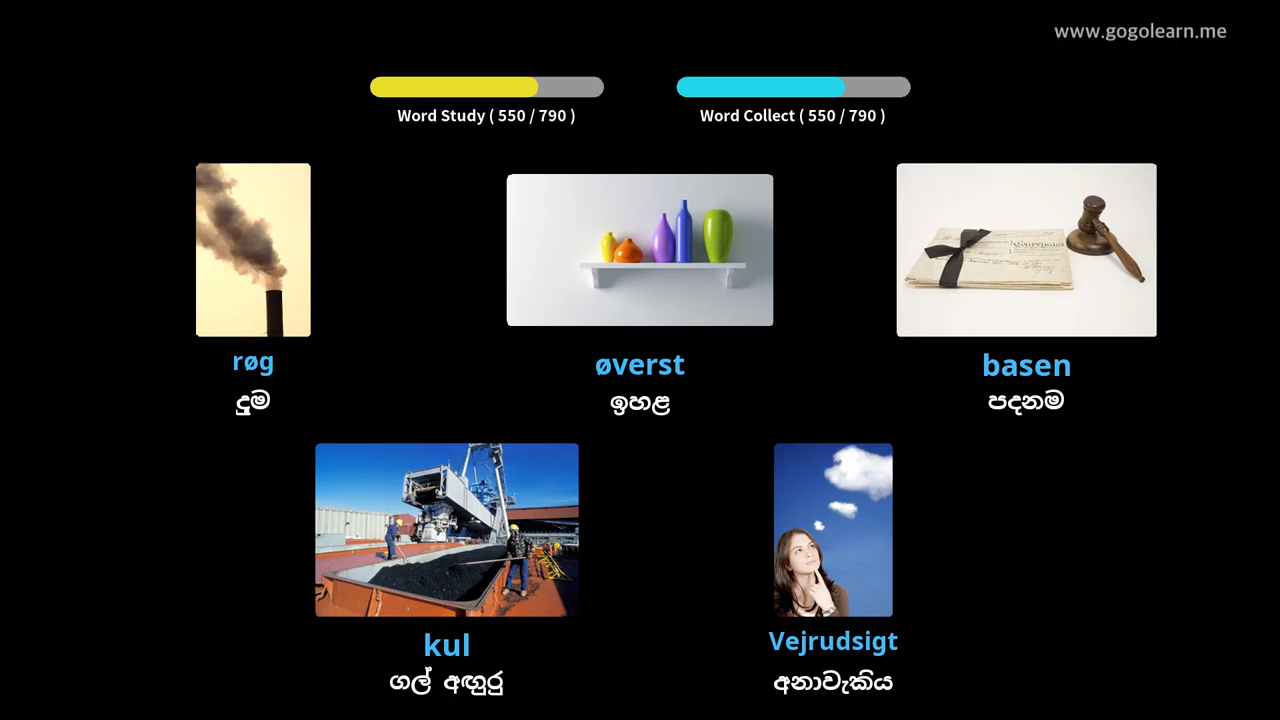 www.gogolearn.me
Word Study ( 550 / 790 )
Word Collect ( 550 / 790 )
røg
දුම
øverst
ඉහළ
basen
පදනම
kul
ගල් අඟුරු
Vejrudsigt
අනාවැකිය